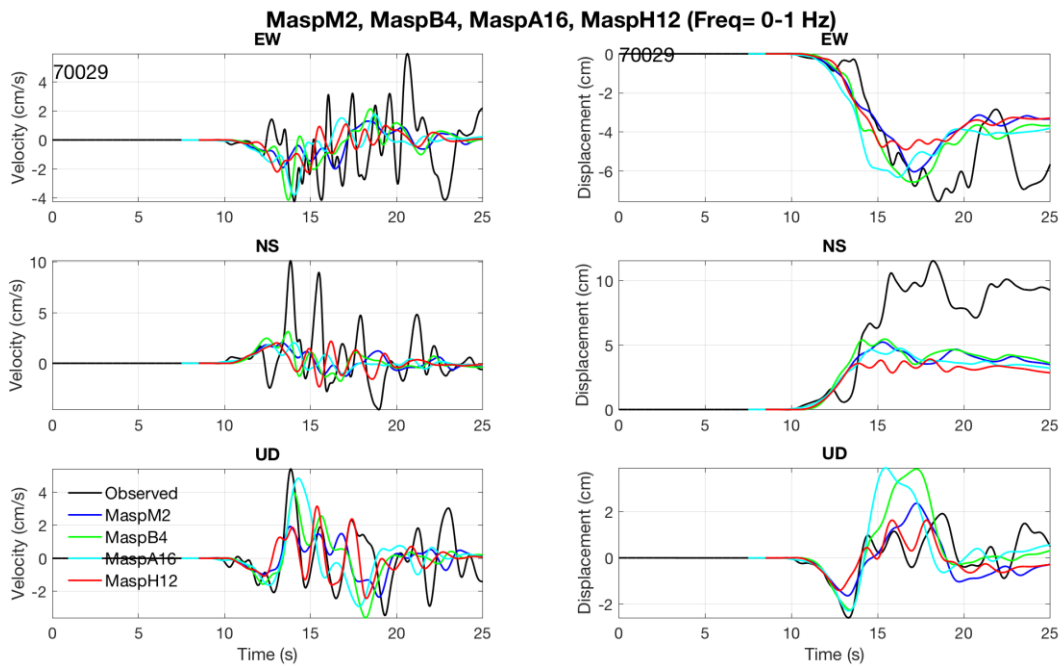 MaspM2, MaspB4, MaspA16, MaspH12 (Freq= 0-1 Hz)
EW
EW
70029
70029
Velocity (cm/s)
4
2
0
-2
-4
0 5 10 15 20 25
Displacement (cm)
0
-2
-4
-6
0 5 10 15 20 25
NS
NS
Velocity (cm/s)
10
5
0
0 5 10 15 20 25
Displacement (cm)
10
5
0
0 5 10 15 20 25
UD
UD
Velocity (cm/s)
4
2
0
-2
Observed
MaspM2
MaspB4
MaspA16
MaspH12
0 5 10 15 20 25
Time (s)
Displacement (cm)
2
0
-2
0 5 10 15 20 25
Time (s)